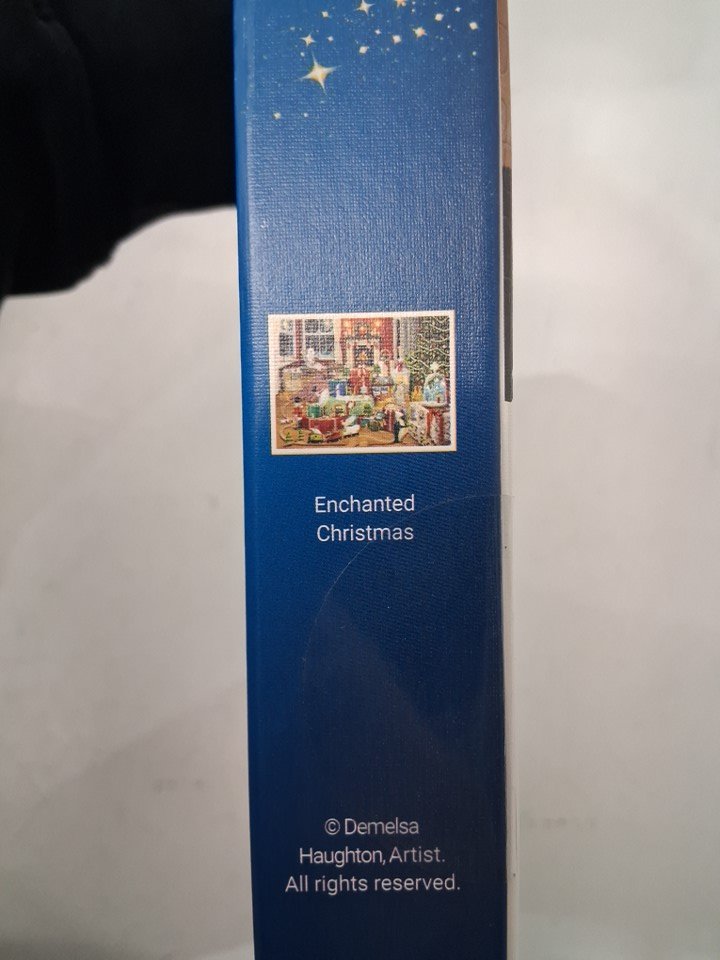 Enchanted
Christmas
© Demelsa
Haughton, Artist.
All rights reserved.